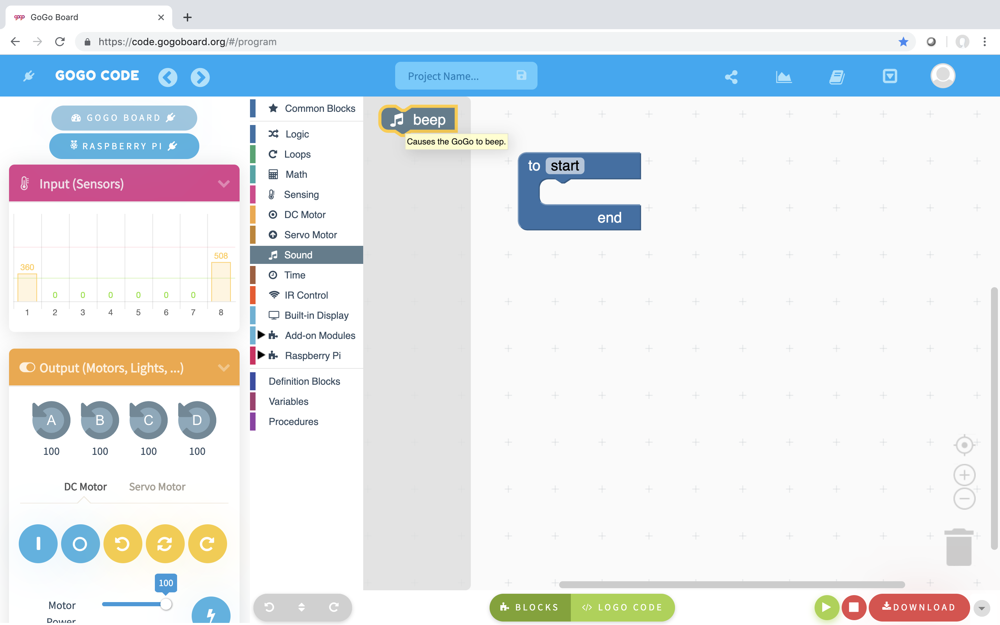 GoGo Board
https://code.gogoboard.org/#/program
GOGO CODE
Project Name...
GOGO BOARD
RASPBERRY PI
Input (Sensors)
360
0
0
0
0
0
0
508
1
2
3
4
5
6
7
8
Output (Motors, Lights, ...)
A
B
C
D
100
100
100
100
DC Motor
Servo Motor
100
Motor
Power
Common Blocks
Logic
Loops
Math
Sensing
DC Motor
Servo Motor
Sound
Time
IR Control
Built-in Display
Add-on Modules
Raspberry Pi
Definition Blocks
Variables
Procedures
beep
Causes the GoGo to beep.
to start
end
BLOCKS
</> LOGO CODE
DOWNLOAD